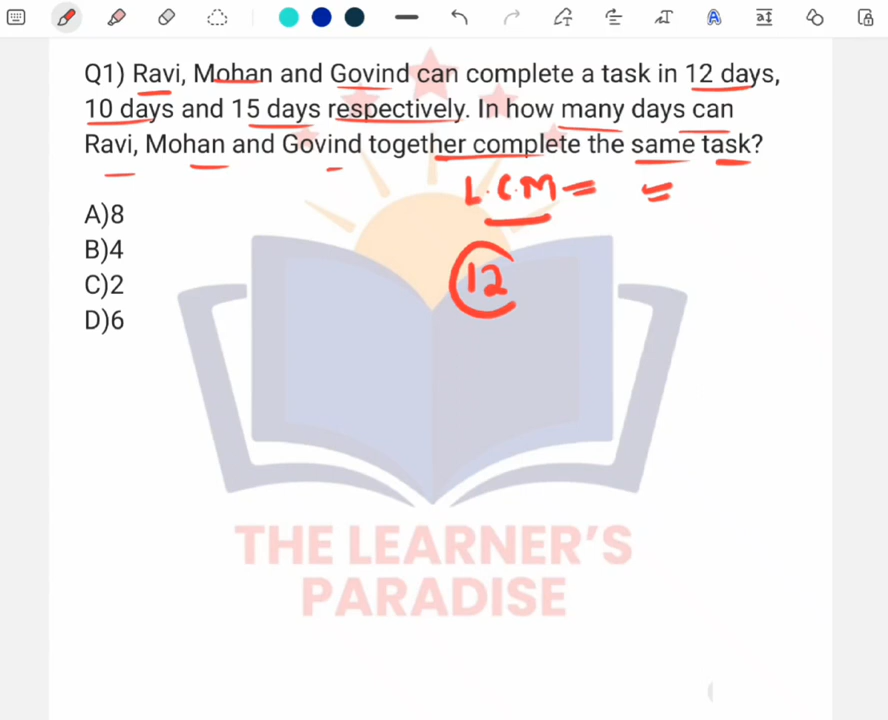 Q1) Ravi, Mohan and Govind can complete a task in 12 days,
10 days and 15 days respectively. In how many days can
Ravi, Mohan and Govind together complete the same task?
L.C.M= =
A)8
B)4
12
C)2
D)6
THE LEARNER'S
PARADISE